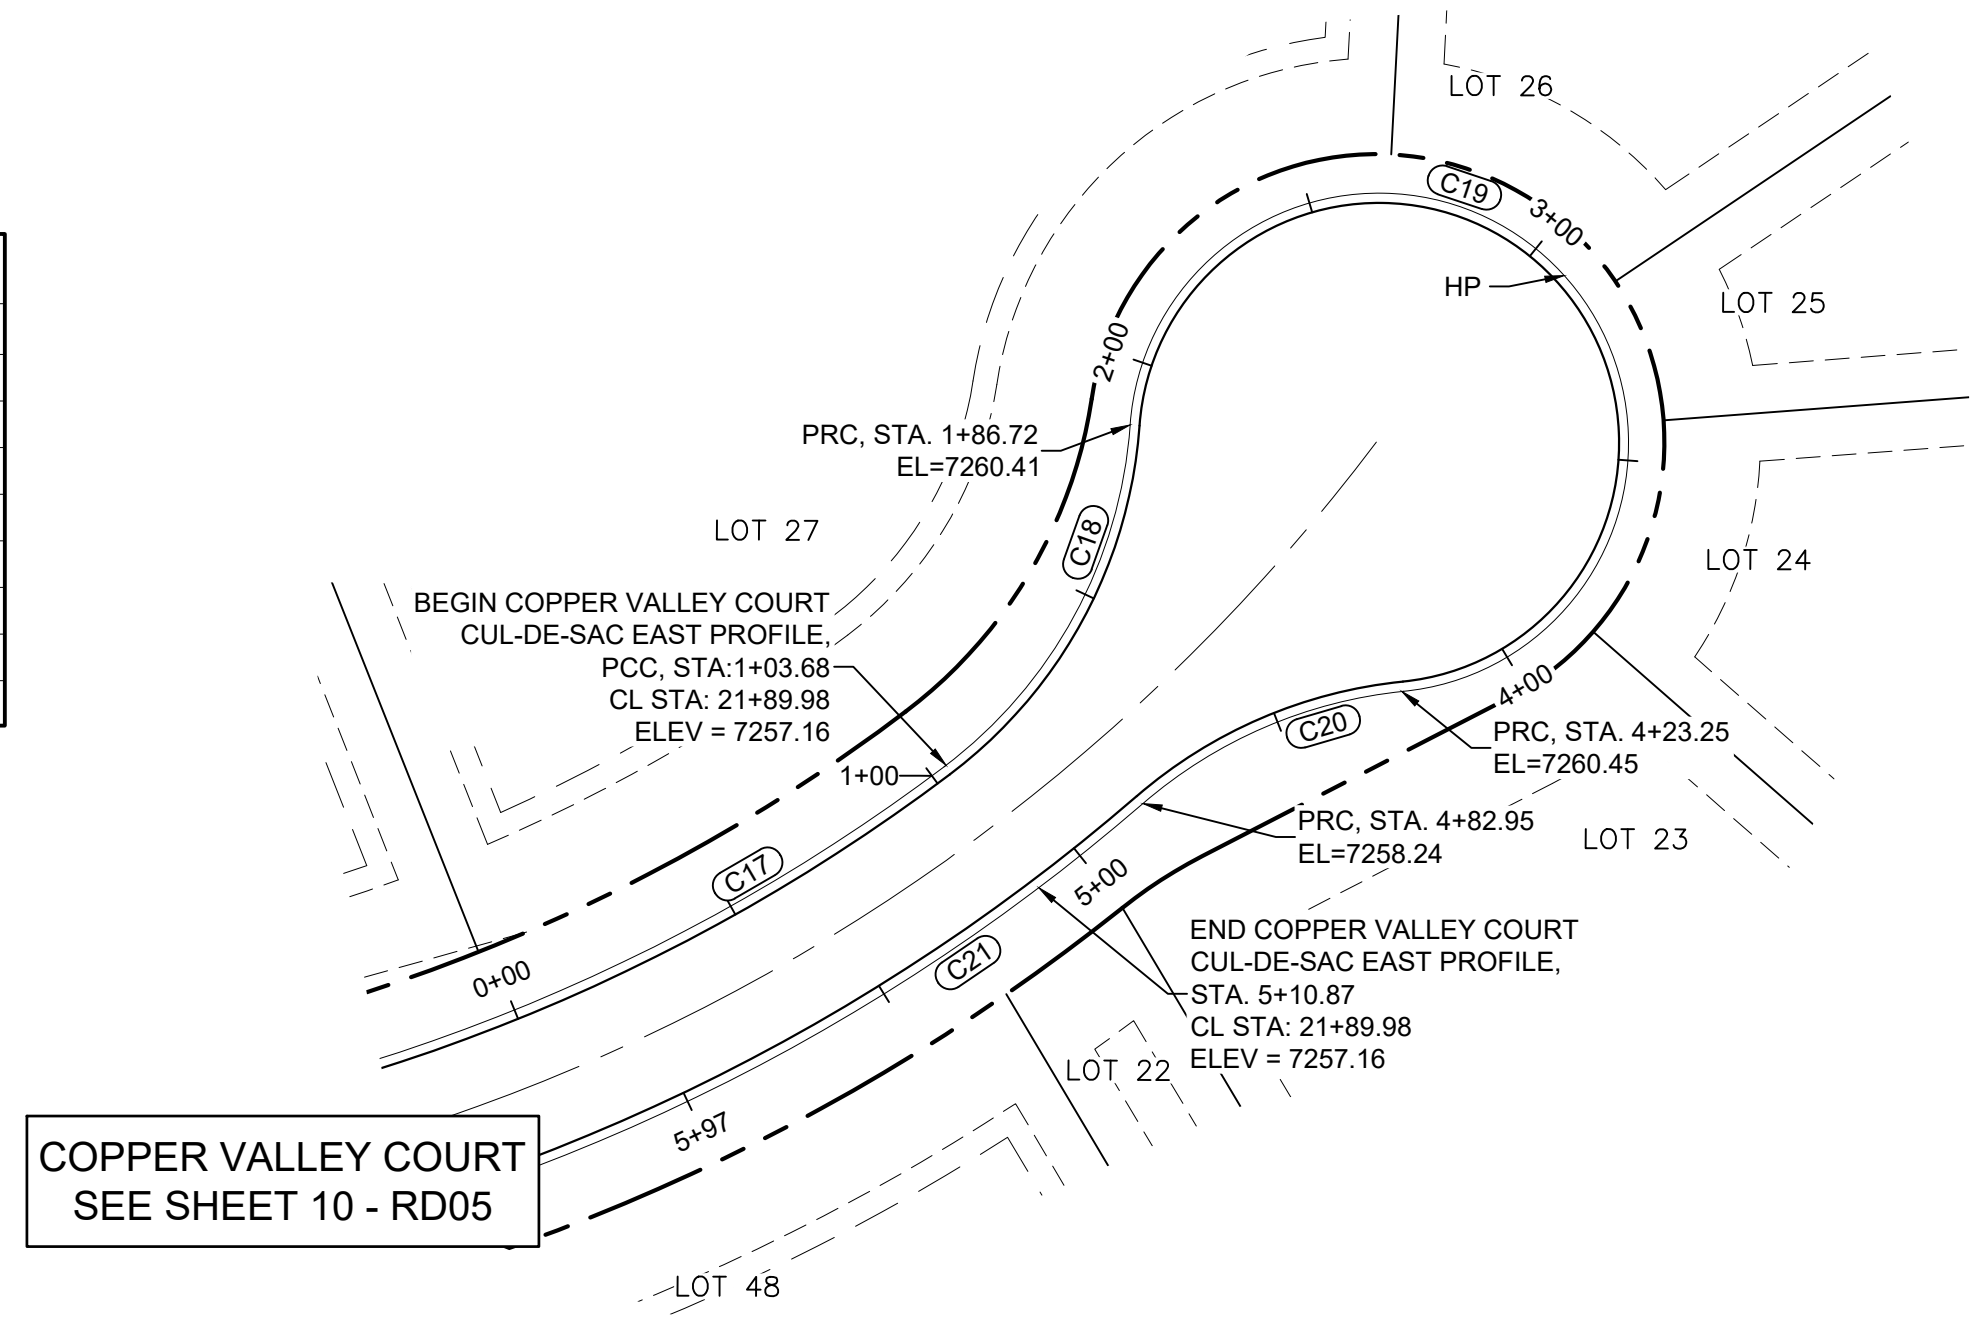 LOT 26
C19
3+00
HP
LOT 25
2+00
PRC, STA. 1+86.72
EL=7260.41
C18
LOT 27
LOT 24
BEGIN COPPER VALLEY COURT
CUL-DE-SAC EAST PROFILE,
PCC, STA:1+03.68
CL STA: 21+89.98
ELEV = 7257.16
1+00
4+00
C20
PRC, STA. 4+23.25
EL=7260.45
PRC, STA. 4+82.95
EL=7258.24
LOT 23
C17
5+00
END COPPER VALLEY COURT
CUL-DE-SAC EAST PROFILE,
STA. 5+10.87
CL STA: 21+89.98
ELEV = 7257.16
C21
0+00
LOT 22
5+97
COPPER VALLEY COURT
SEE SHEET 10 - RD05
LOT 48